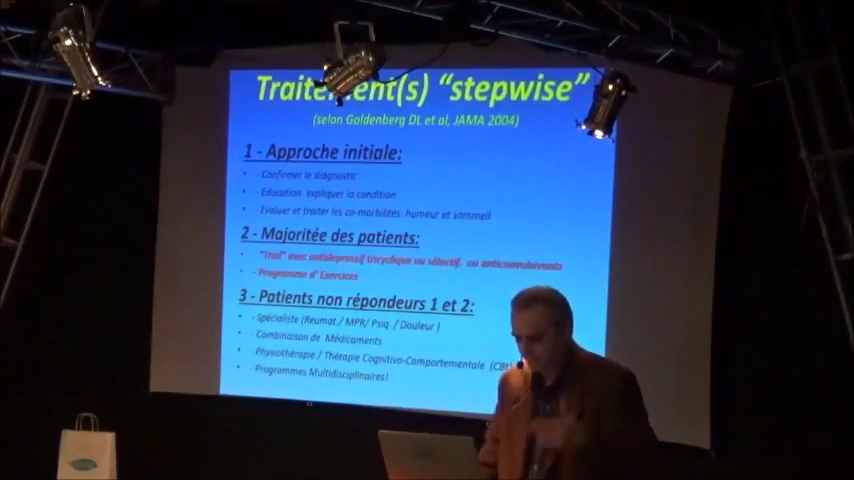 Traitement(s) “stepwise”
(selon Goldenberg DL et al, JAMA 2004)
1 - Approche initiale:
• - Confirmer le diagnostic
• - Education expliquer la condition
• - Evaluer et traiter les co-morbilités humeur et sommeil
2 - Majoritée des patients:
• - "Trial" avec antidepressif tricyclique ou sélectif ou anticonvulsivants
• - Programme d' Exercices
3 - Patients non répondeurs 1 et 2:
• - Spécialiste (Reumat./ MPR/ Psiq / Douleur )
• - Combinaison de Médicaments
• - Physiothérapie / Thérapie Cognitivo-Comportementale (CBt)
• - Programmes Multidisciplinaires!